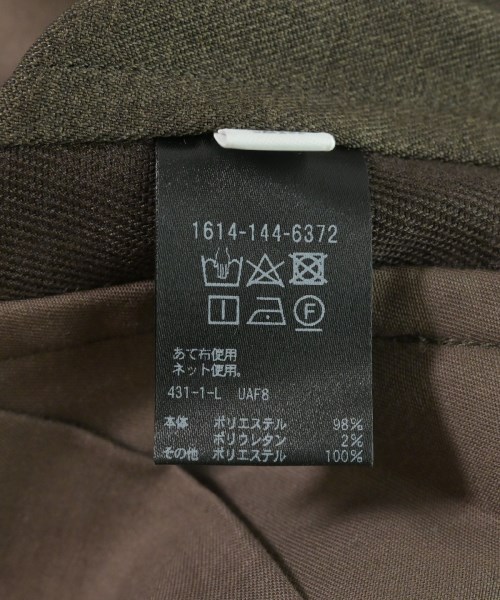 1614-144-6372
F
あて布使用
ネット使用。
431-1-L UAF8
本体 ポリエステル 98%
ポリウレタン 2%
その他 ポリエステル 100%